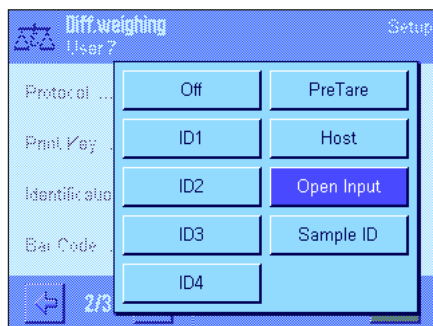 Diff.weighing
Setup
User 7
Protocol ...
Print Key .
Identificatio
Bar Code .
Off
PreTare
ID1
Host
ID2
Open Input
ID3
Sample ID
ID4
2/3